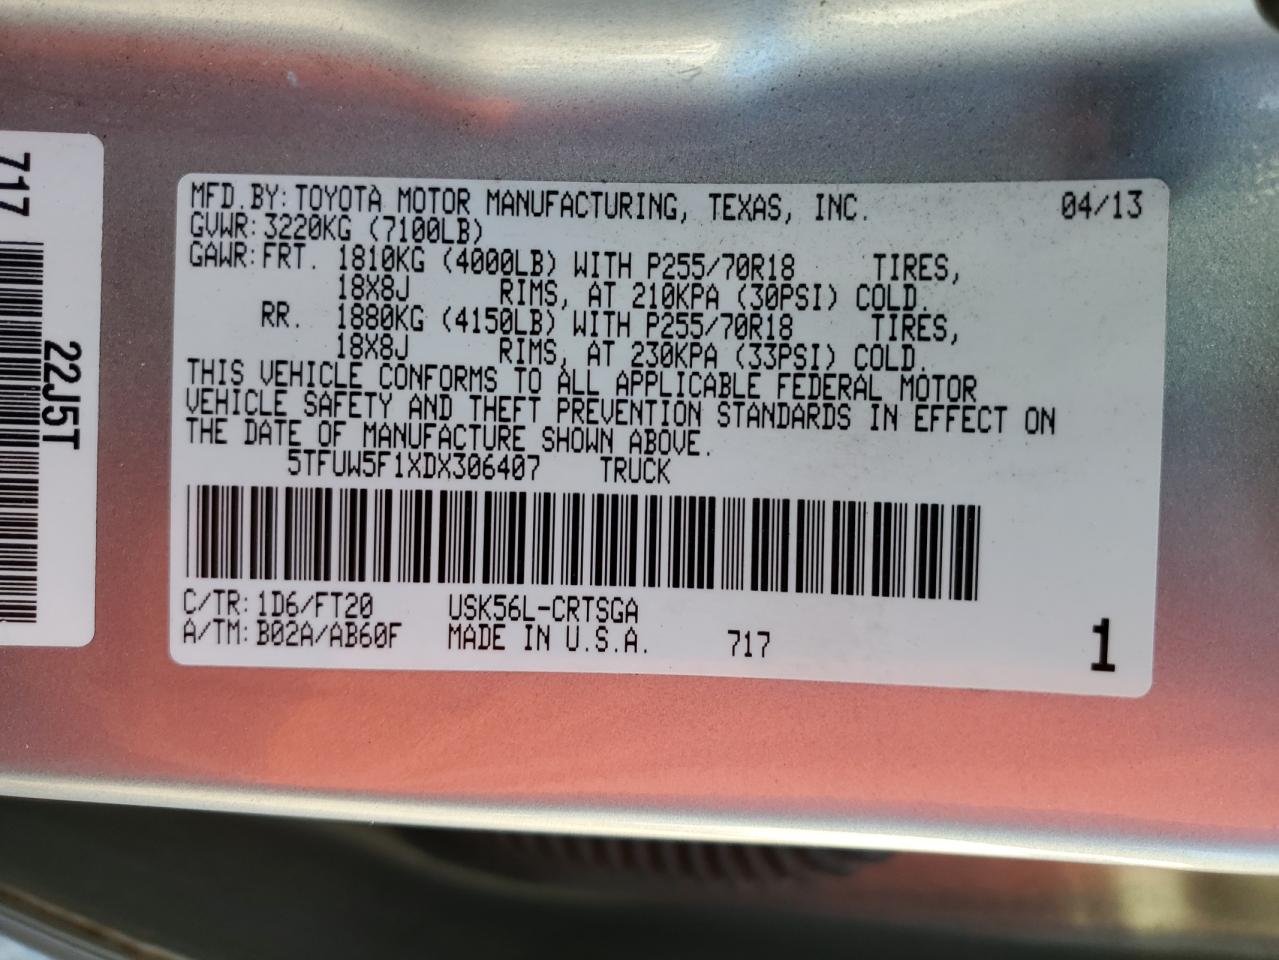 717
22J5T
MFD.BY: TOYOTA MOTOR MANUFACTURING, TEXAS, INC. 04/13
GVWR: 3220KG (7100LB)
GAWR: FRT. 1810KG (4000LB) WITH P255/70R18 TIRES,
18X8J RIMS, AT 210KPA (30PSI) COLD.
RR. 1880KG (4150LB) WITH P255/70R18 TIRES,
18X8J RIMS, AT 230KPA (33PSI) COLD.
THIS VEHICLE CONFORMS TO ALL APPLICABLE FEDERAL MOTOR
VEHICLE SAFETY AND THEFT PREVENTION STANDARDS IN EFFECT ON
THE DATE OF MANUFACTURE SHOWN ABOVE.
5TFUW5F1XDX306407 TRUCK
C/TR: 1D6/FT20 USK56L-CRTSGA
A/TM: B02A/AB60F MADE IN U.S.A. 717 1